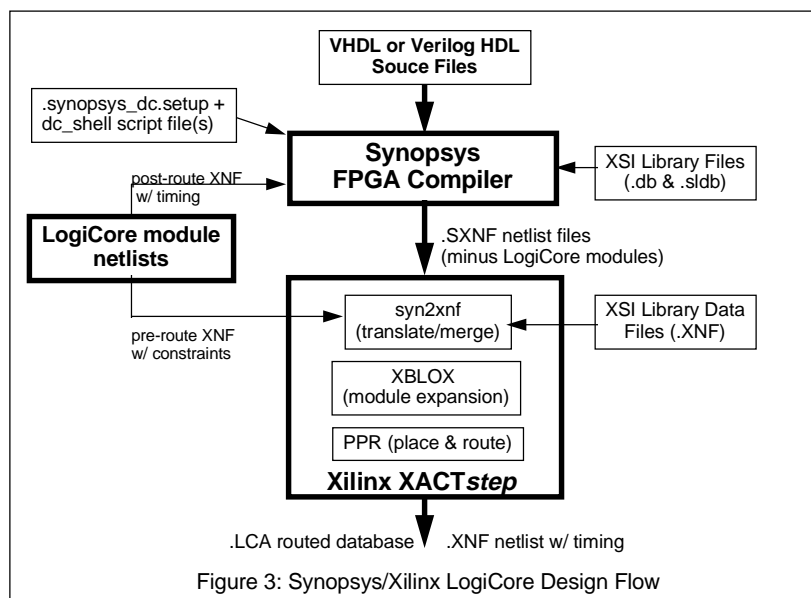 VHDL or Verilog HDL
Souce Files
.synopsys_dc.setup +
dc_shell script file(s)
Synopsys
FPGA Compiler
XSI Library Files
(.db & .sldb)
post-route XNF
w/ timing
LogiCore module
netlists
.SXNF netlist files
(minus LogiCore modules)
syn2xnf
(translate/merge)
XSI Library Data
Files (.XNF)
pre-route XNF
w/ constraints
XBLOX
(module expansion)
PPR (place & route)
Xilinx XACTstep
.LCA routed database
.XNF netlist w/ timing
Figure 3: Synopsys/Xilinx LogiCore Design Flow